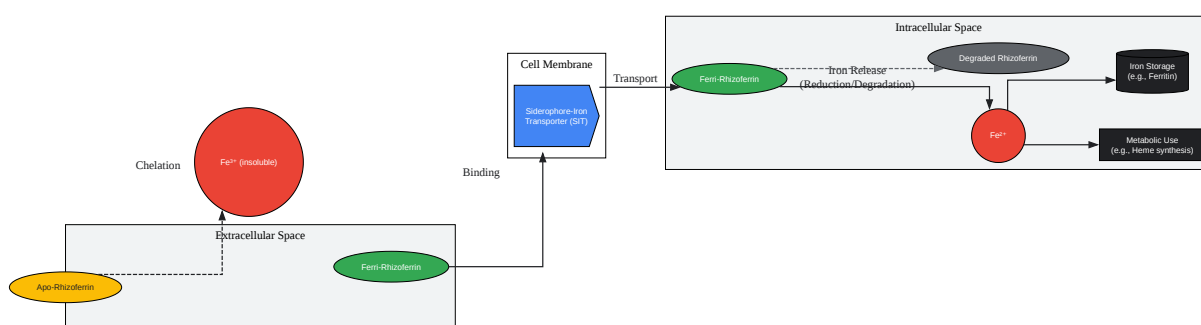 Intracellular Space
Cell Membrane
Siderophore-Iron
Transporter (SIT)
Transport
Ferri-Rhizoferrin
Iron Release
(Reduction/Degradation)
Degraded Rhizoferrin
Iron Storage
(e.g., Ferritin)
Fe²⁺
Metabolic Use
(e.g., Heme synthesis)
Chelation
Fe³⁺ (insoluble)
Binding
Extracellular Space
Ferri-Rhizoferrin
Apo-Rhizoferrin